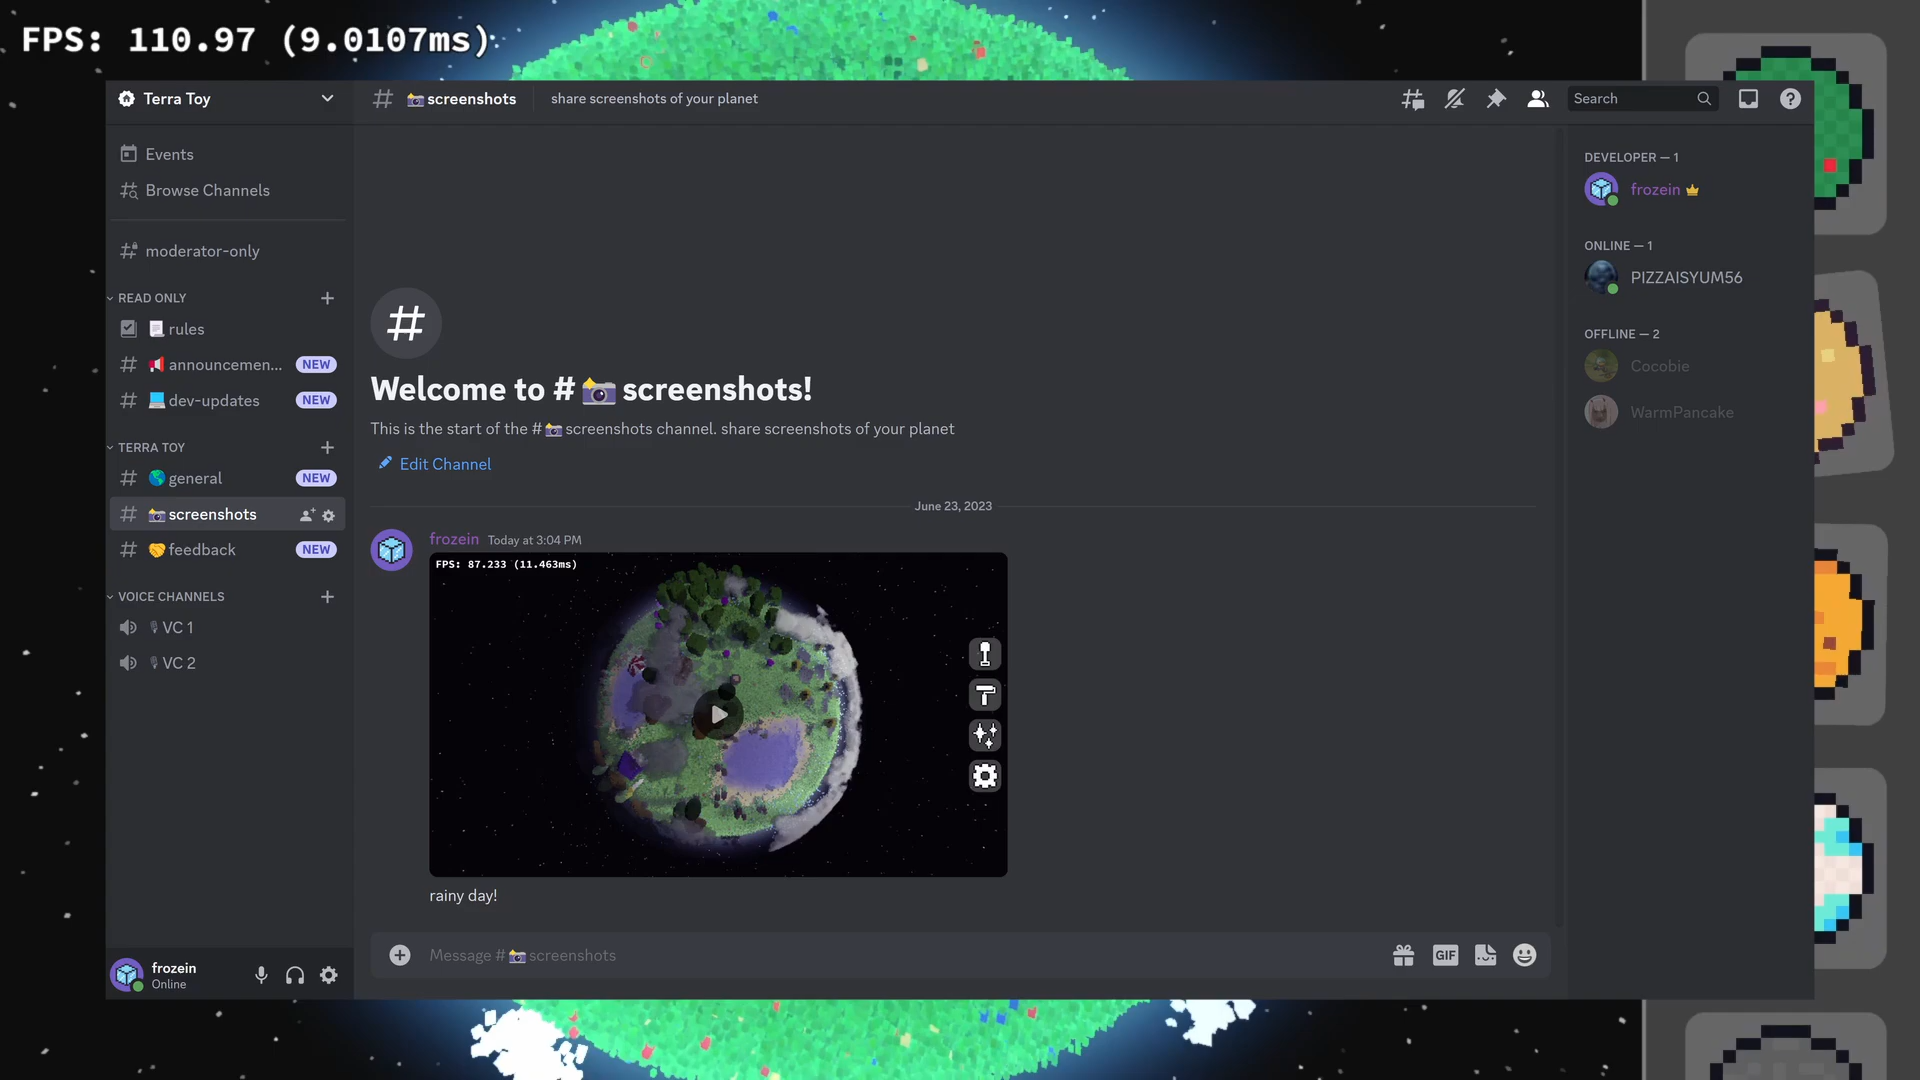 FPS: 110.97 (9.0107ms)
Terra Toy
screenshots
share screenshots of your planet
Search
Events
Browse Channels
moderator-only
READ ONLY
rules
announcemen... NEW
dev-updates NEW
TERRA TOY
general NEW
screenshots
feedback NEW
VOICE CHANNELS
VC 1
VC 2
frozein
Online
Welcome to # 📸 screenshots!
This is the start of the # 📸 screenshots channel. share screenshots of your planet
Edit Channel
June 23, 2023
frozein Today at 3:04 PM
FPS: 87.233 (11.463ms)
rainy day!
Message # 📸 screenshots
GIF
DEVELOPER — 1
frozein
ONLINE — 1
PIZZAISYUM56
OFFLINE — 2
Cocobie
WarmPancake